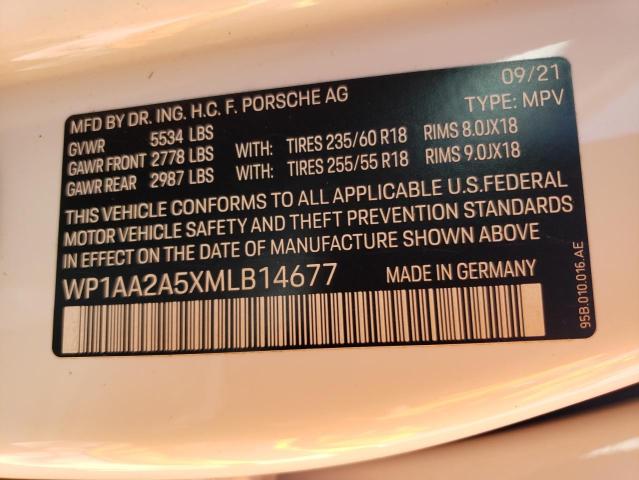 09/21
MFD BY DR. ING. H.C. F. PORSCHE AG TYPE: MPV
GVWR 5534 LBS
GAWR FRONT 2778 LBS WITH: TIRES 235/60 R18 RIMS 8.0JX18
GAWR REAR 2987 LBS WITH: TIRES 255/55 R18 RIMS 9.0JX18
THIS VEHICLE CONFORMS TO ALL APPLICABLE U.S.FEDERAL
MOTOR VEHICLE SAFETY AND THEFT PREVENTION STANDARDS
IN EFFECT ON THE DATE OF MANUFACTURE SHOWN ABOVE
WP1AA2A5XMLB14677 MADE IN GERMANY
95B.010.016.AE